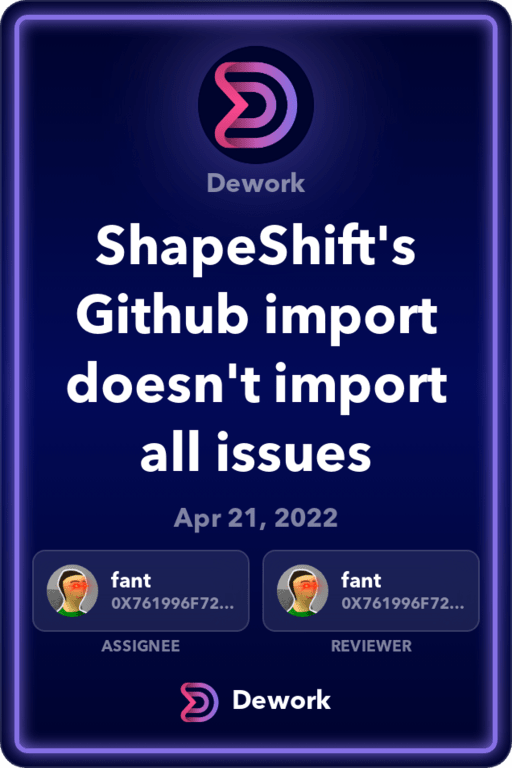 Dework
ShapeShift's
Github import
doesn't import
all issues
Apr 21, 2022
fant
0X761996F72...
ASSIGNEE
fant
0X761996F72...
REVIEWER
Dework